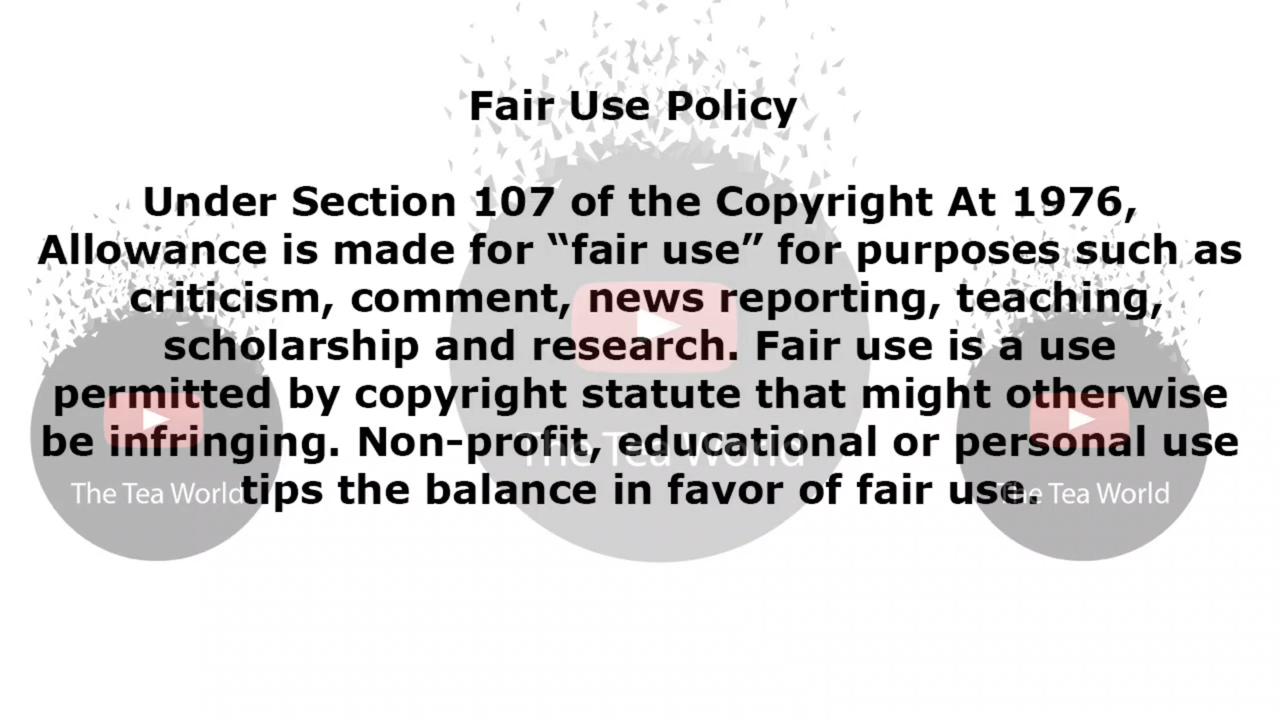 Fair Use Policy
Under Section 107 of the Copyright At 1976,
Allowance is made for “fair use” for purposes such as
criticism, comment, news reporting, teaching,
scholarship and research. Fair use is a use
permitted by copyright statute that might otherwise
be infringing. Non-profit, educational or personal use
The Tea World
tips the balance in favor of fair use.
The Tea World
The Tea World